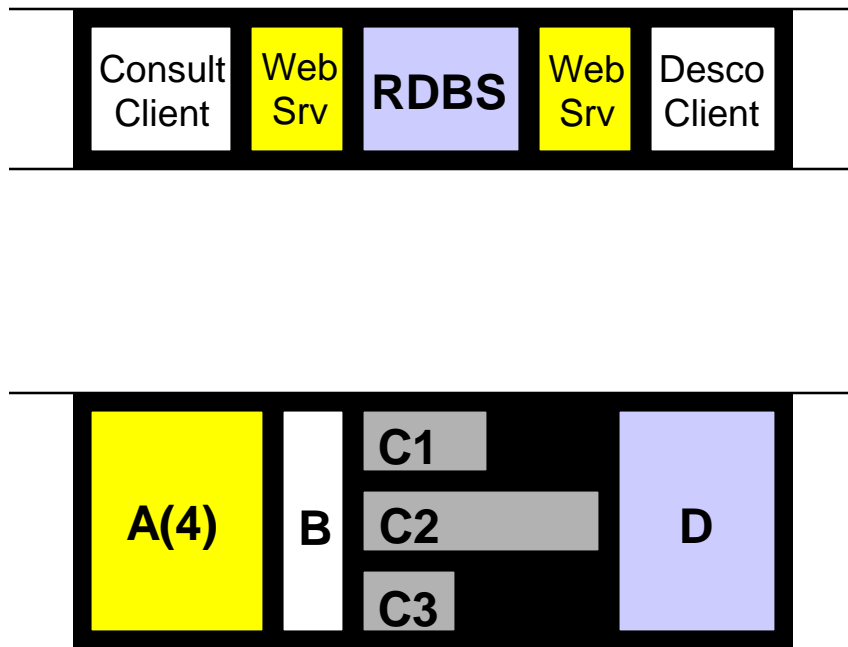 Consult
Client
Web
Srv
RDBS
Web
Srv
Desco
Client
A(4)
B
C1
C2
C3
D